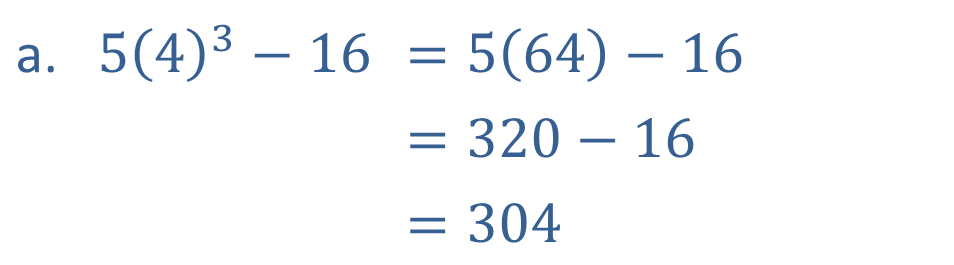 a. 5(4)³ − 16 = 5(64) − 16
= 320 − 16
= 304